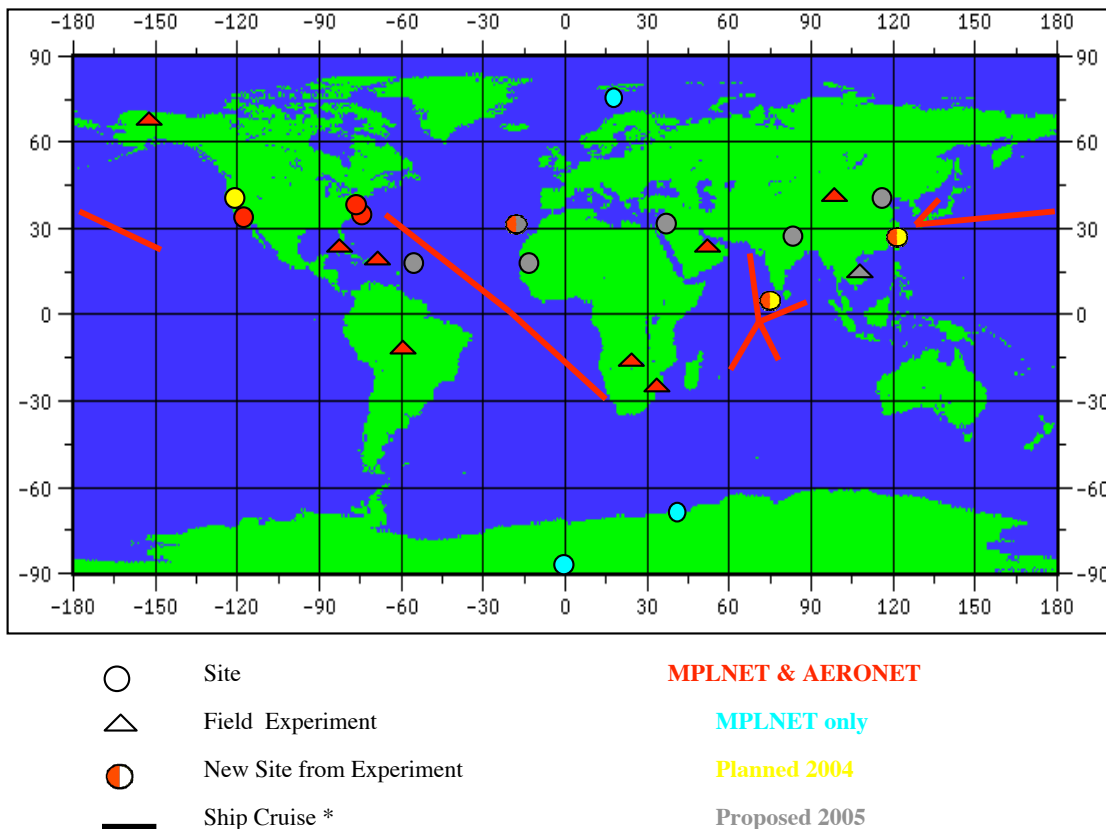 -180 -150 -120 -90 -60 -30 0 30 60 90 120 150 180
90 90
60 60
30 30
0 0
-30 -30
-60 -60
-90 -90
-180 -150 -120 -90 -60 -30 0 30 60 90 120 150 180
Site MPLNET & AERONET
Field Experiment MPLNET only
New Site from Experiment Planned 2004
Ship Cruise * Proposed 2005